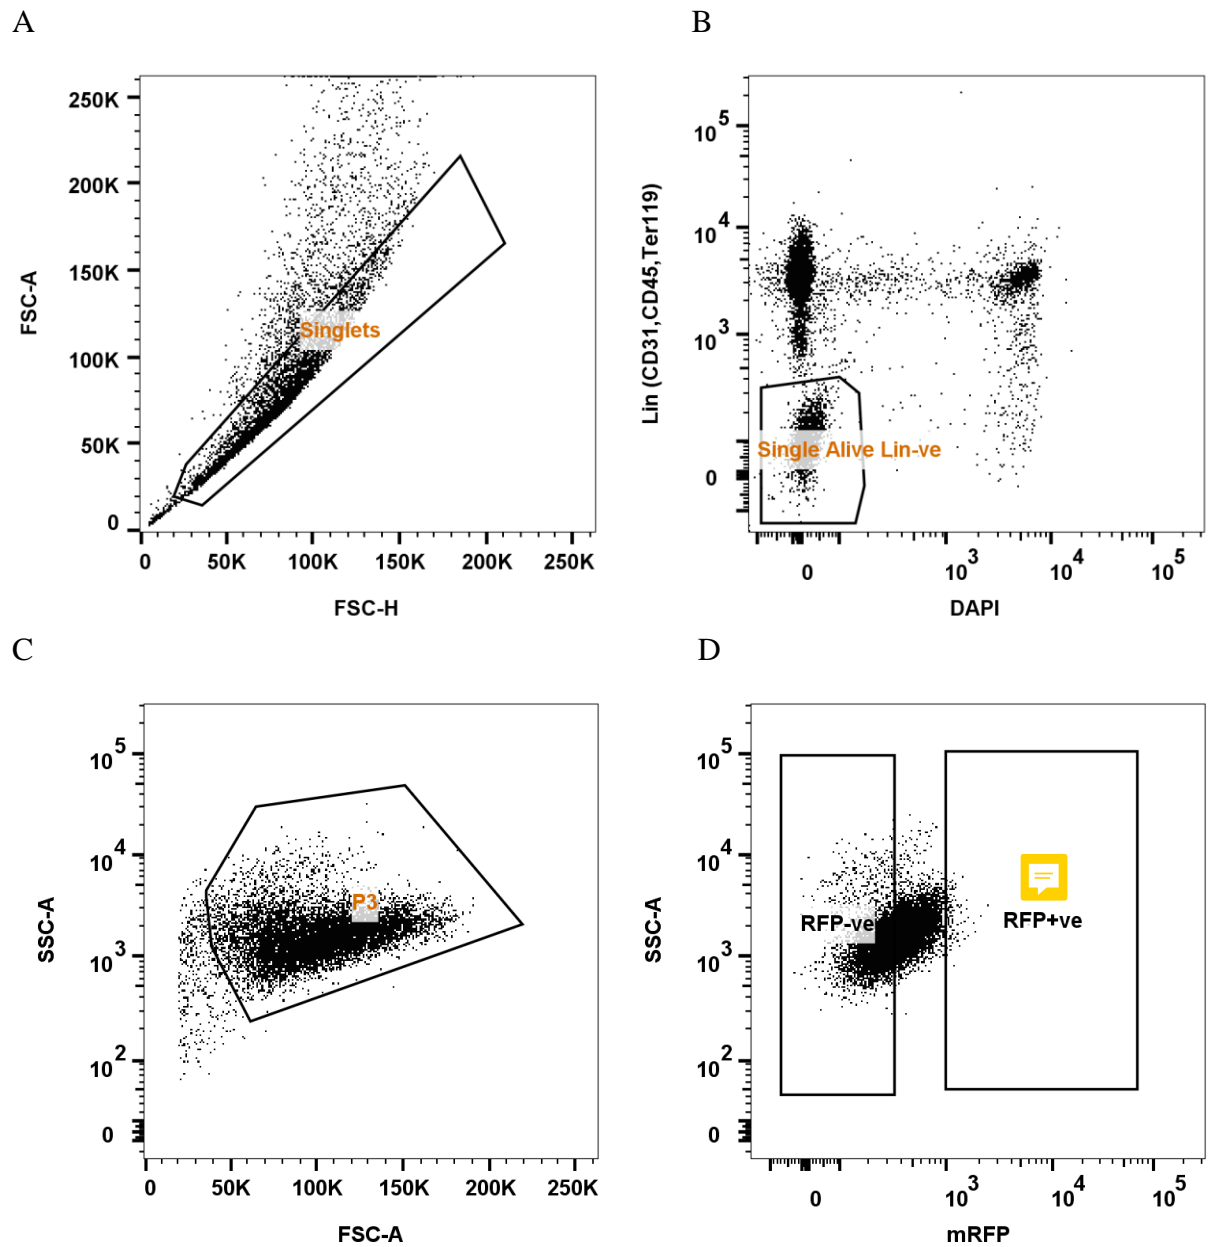 A
B
250K
200K
150K
100K
50K
0
FSC-A
Singlets
0
50K
100K
150K
200K
250K
FSC-H
10^5
10^4
10^3
0
Lin (CD31,CD45,Ter119)
Single Alive Lin-ve
0
10^3
10^4
10^5
DAPI
C
D
10^5
10^4
10^3
10^2
0
SSC-A
P3
0
50K
100K
150K
200K
250K
FSC-A
10^5
10^4
10^3
10^2
0
SSC-A
RFP-ve
RFP+ve
0
10^3
10^4
10^5
mRFP